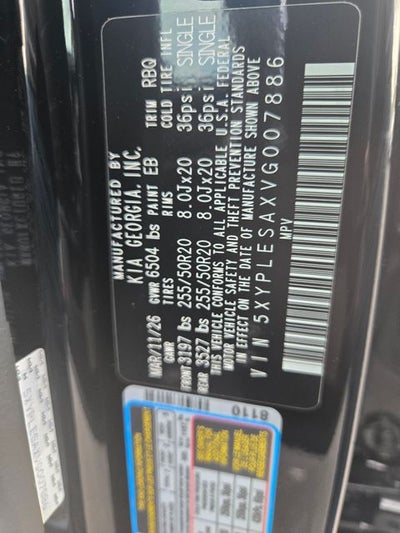 MANUFACTURED BY
KIA GEORGIA, INC.
MAR/11/26 GVWR 6504 lbs PAINT EB TRIM RBQ
GAWR TIRES RIMS COLD TIRE INFL
FRONT 3197 lbs 255/50R20 8.0Jx20 36psi SINGLE
REAR 3527 lbs 255/50R20 8.0Jx20 36psi SINGLE
THIS VEHICLE CONFORMS TO ALL APPLICABLE U.S.A. FEDERAL
MOTOR VEHICLE SAFETY AND THEFT PREVENTION STANDARDS
IN EFFECT ON THE DATE OF MANUFACTURE SHOWN ABOVE
VIN 5XYPLESAXVG007886
MPV
8110